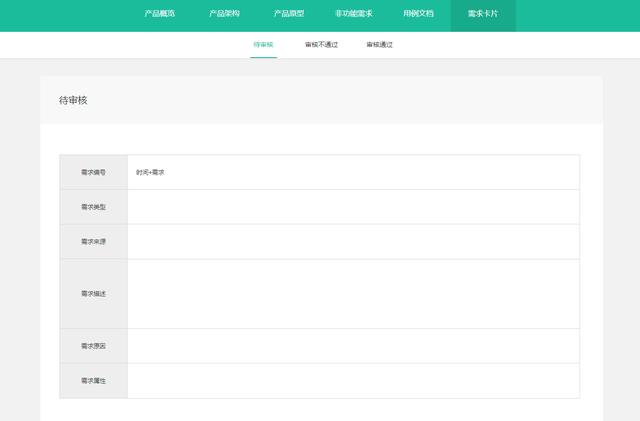 产品概览 产品架构 产品原型 非功能需求 用例文档 需求卡片
待审核 审核不通过 审核通过
待审核
需求编号 时间+需求
需求类型
需求来源
需求描述
需求原因
需求属性